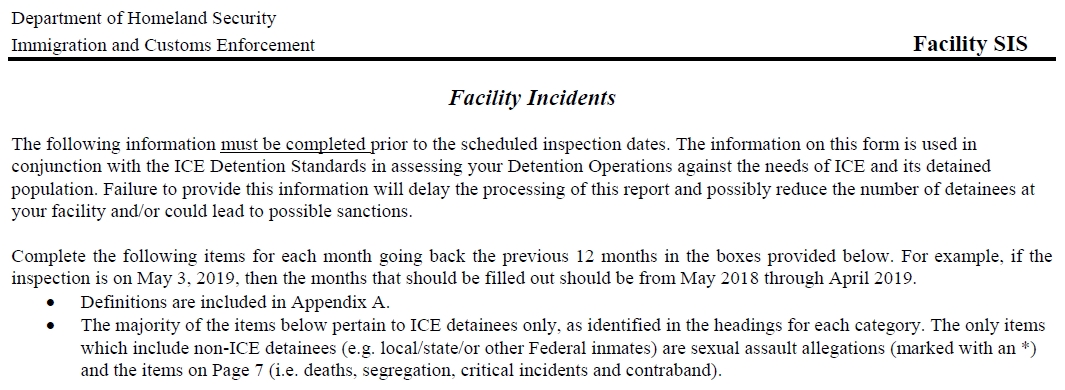 Department of Homeland Security
Immigration and Customs Enforcement
Facility SIS
Facility Incidents
The following information must be completed prior to the scheduled inspection dates. The information on this form is used in
conjunction with the ICE Detention Standards in assessing your Detention Operations against the needs of ICE and its detained
population. Failure to provide this information will delay the processing of this report and possibly reduce the number of detainees at
your facility and/or could lead to possible sanctions.
Complete the following items for each month going back the previous 12 months in the boxes provided below. For example, if the
inspection is on May 3, 2019, then the months that should be filled out should be from May 2018 through April 2019.
• Definitions are included in Appendix A.
• The majority of the items below pertain to ICE detainees only, as identified in the headings for each category. The only items
which include non-ICE detainees (e.g. local/state/or other Federal inmates) are sexual assault allegations (marked with an *)
and the items on Page 7 (i.e. deaths, segregation, critical incidents and contraband).